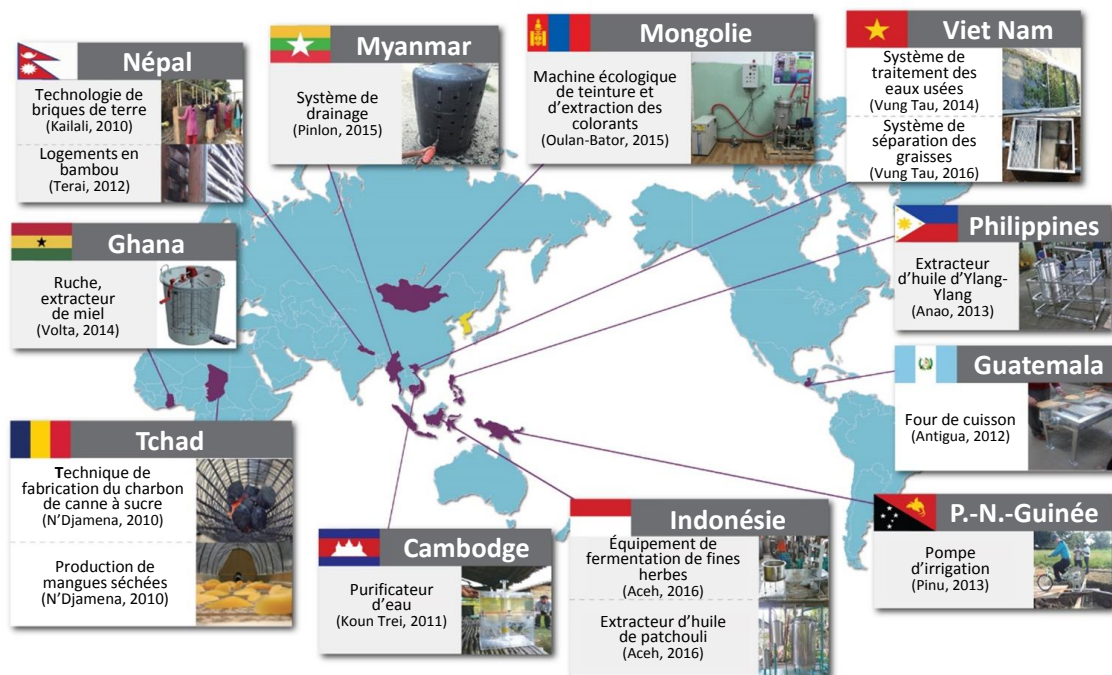 Népal
Technologie de
briques de terre
(Kailali, 2010)
Logements en
bambou
(Terai, 2012)
Myanmar
Système de
drainage
(Pinlon, 2015)
Mongolie
Machine écologique
de teinture et
d'extraction des
colorants
(Oulan-Bator, 2015)
Viet Nam
Système de
traitement des
eaux usées
(Vung Tau, 2014)
Système de
séparation des
graisses
(Vung Tau, 2016)
Ghana
Ruche,
extracteur
de miel
(Volta, 2014)
Philippines
Extracteur
d'huile d'Ylang-
Ylang
(Anao, 2013)
Guatemala
Four de cuisson
(Antigua, 2012)
Tchad
Technique de
fabrication du charbon
de canne à sucre
(N'Djamena, 2010)
Production de
mangues séchées
(N'Djamena, 2010)
Cambodge
Purificateur
d'eau
(Koun Trei, 2011)
Indonésie
Équipement de
fermentation de fines
herbes
(Aceh, 2016)
Extracteur d'huile
de patchouli
(Aceh, 2016)
P.-N.-Guinée
Pompe
d'irrigation
(Pinu, 2013)